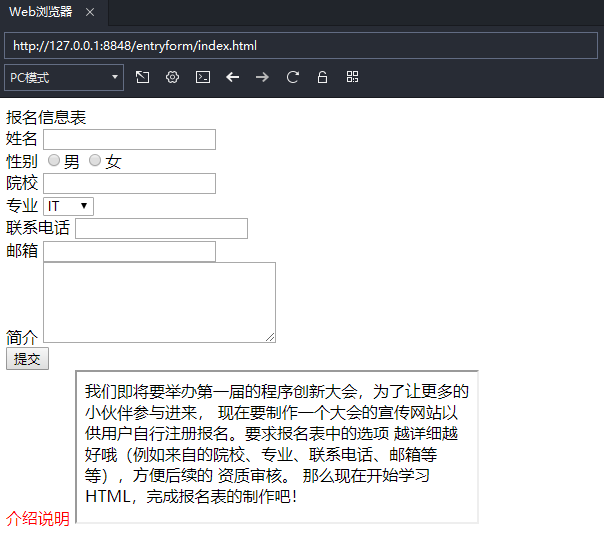 Web浏览器
http://127.0.0.1:8848/entryform/index.html
PC模式
报名信息表
姓名
性别 男 女
院校
专业 IT
联系电话
邮箱
简介
提交
我们即将要举办第一届的程序创新大会，为了让更多的
小伙伴参与进来， 现在要制作一个大会的宣传网站以
供用户自行注册报名。要求报名表中的选项 越详细越
好哦（例如来自的院校、专业、联系电话、邮箱等
等），方便后续的 资质审核。 那么现在开始学习
HTML，完成报名表的制作吧！
介绍说明